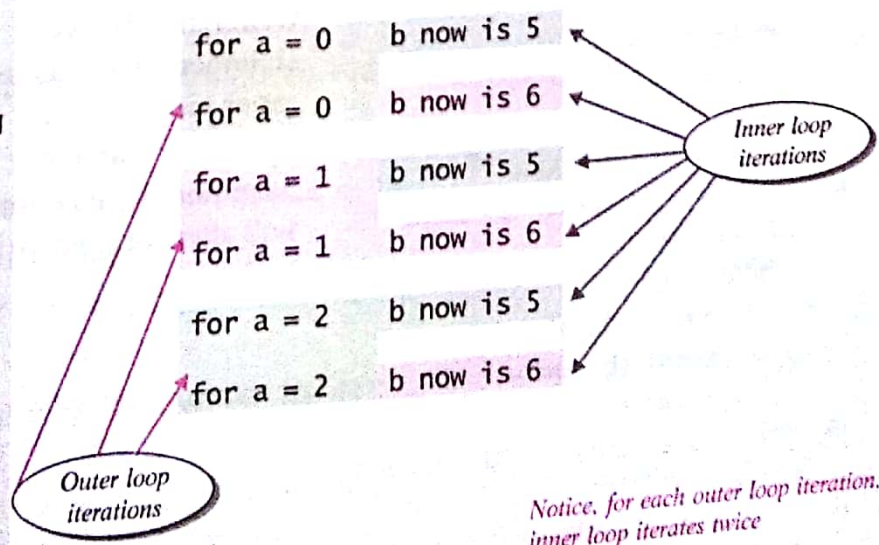 for a = 0 b now is 5
for a = 0 b now is 6
for a = 1 b now is 5
for a = 1 b now is 6
for a = 2 b now is 5
for a = 2 b now is 6
Inner loop
iterations
Outer loop
iterations
Notice, for each outer loop iteration,
inner loop iterates twice